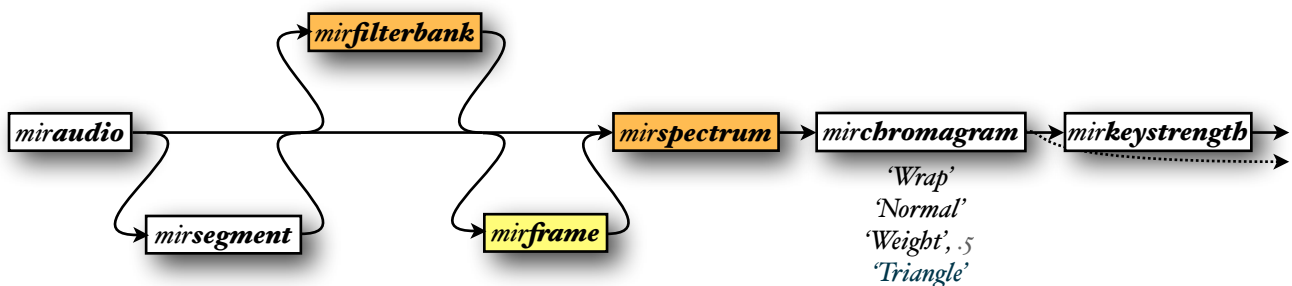 mirfilterbank
miraudio
mirspectrum
mirchromagram
mirkeystrength
mirsegment
mirframe
‘Wrap’
‘Normal’
‘Weight’, .5
‘Triangle’